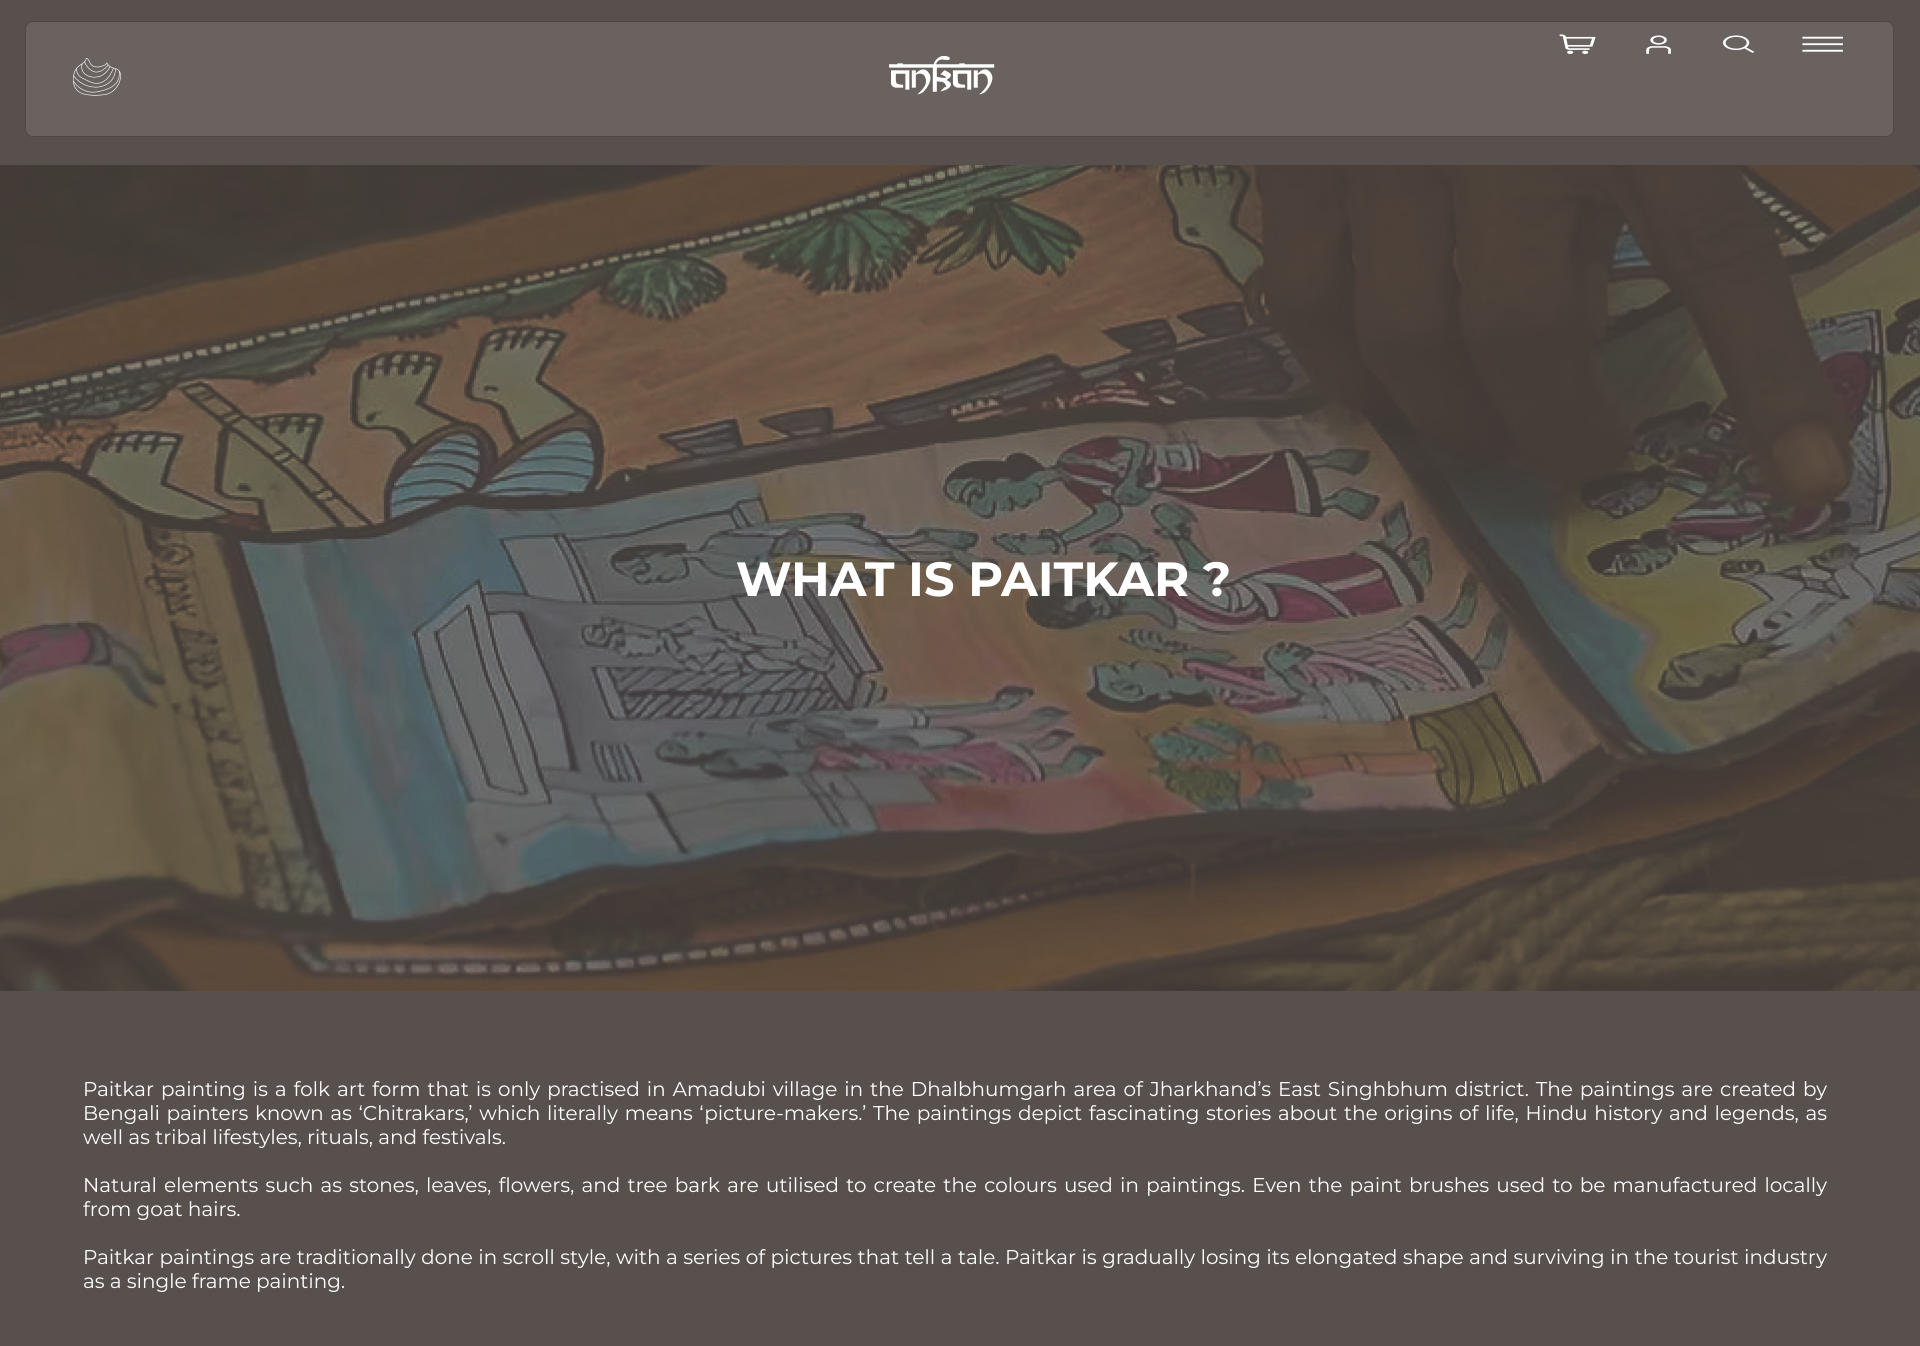 ankan
WHAT IS PAITKAR ?
Paitkar painting is a folk art form that is only practised in Amadubi village in the Dhalbhumgarh area of Jharkhand’s East Singhbhum district. The paintings are created by
Bengali painters known as ‘Chitrakars,’ which literally means ‘picture-makers.’ The paintings depict fascinating stories about the origins of life, Hindu history and legends, as
well as tribal lifestyles, rituals, and festivals.
Natural elements such as stones, leaves, flowers, and tree bark are utilised to create the colours used in paintings. Even the paint brushes used to be manufactured locally
from goat hairs.
Paitkar paintings are traditionally done in scroll style, with a series of pictures that tell a tale. Paitkar is gradually losing its elongated shape and surviving in the tourist industry
as a single frame painting.